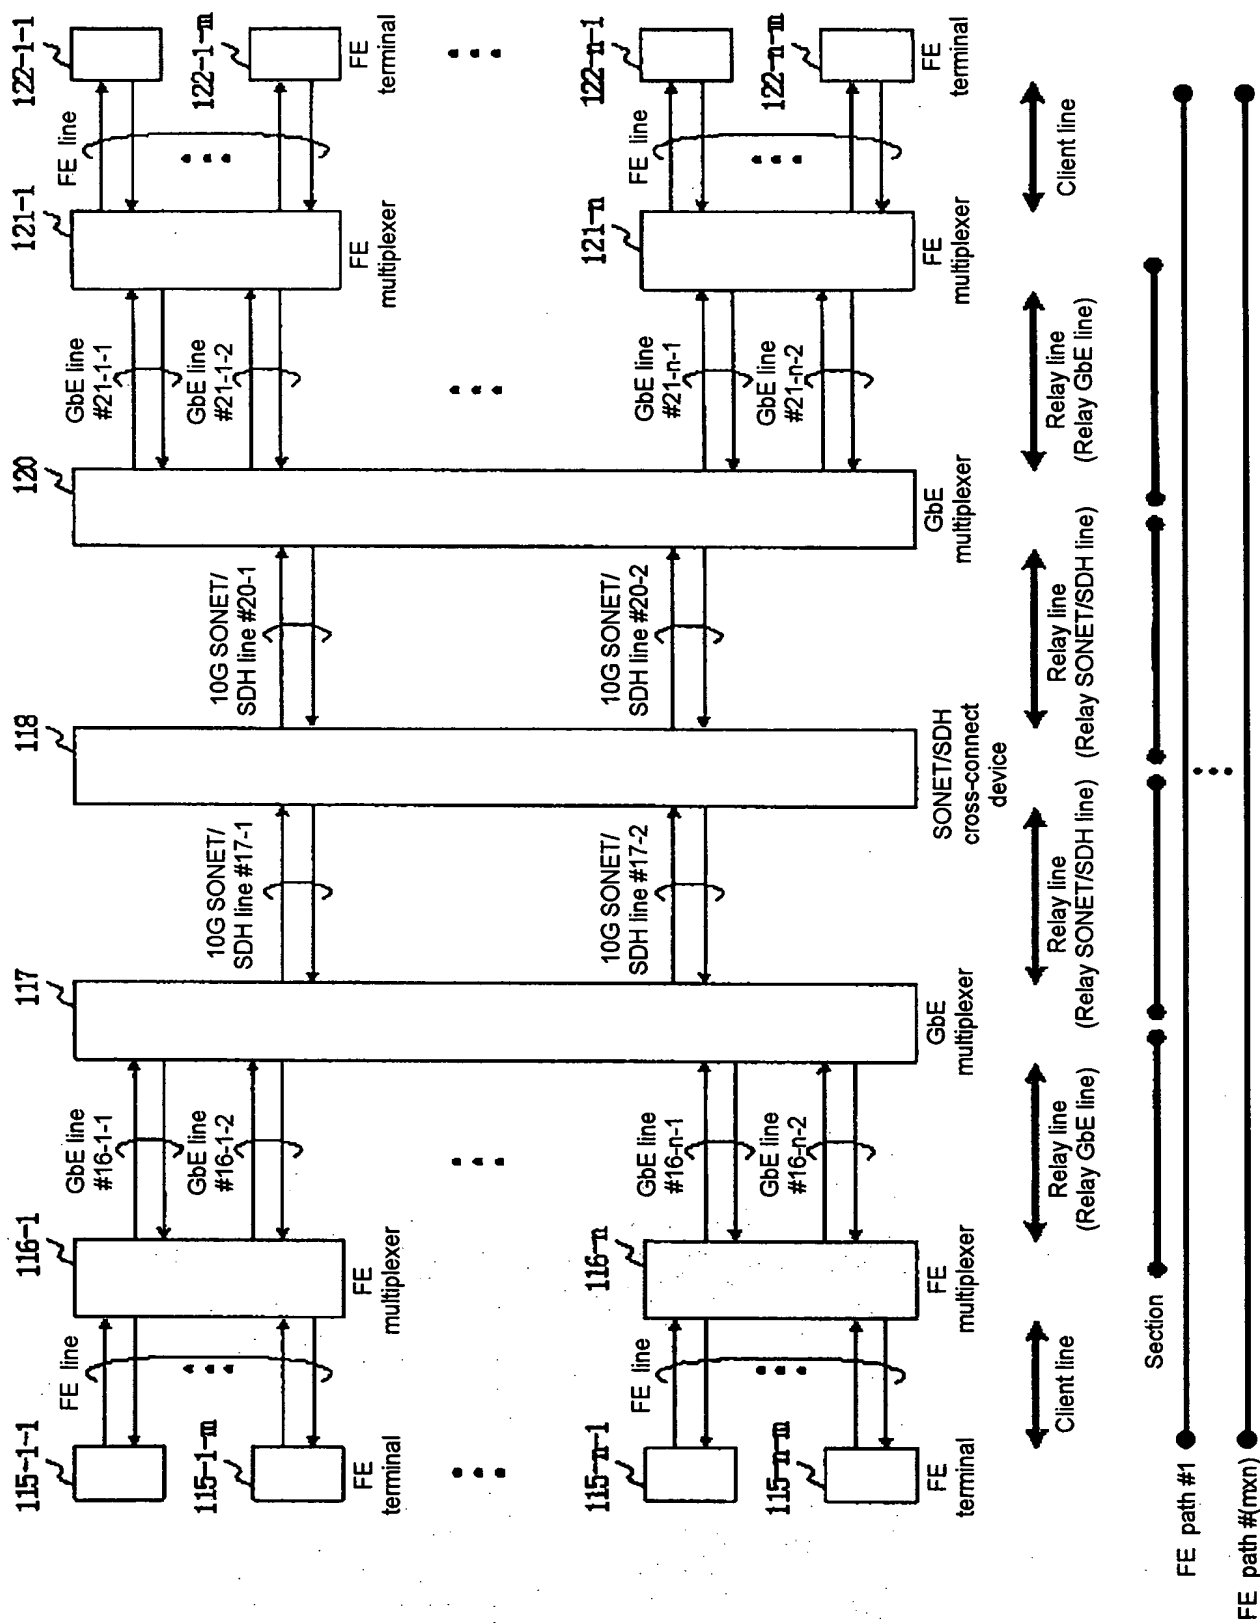 115-1-1
115-1-m
FE
terminal
115-n-1
115-n-m
FE
terminal
FE line
FE line
116-1
FE
multiplexer
116-n
FE
multiplexer
GbE line
#16-1-1
GbE line
#16-1-2
GbE line
#16-n-1
GbE line
#16-n-2
117
GbE
multiplexer
10G SONET/
SDH line #17-1
10G SONET/
SDH line #17-2
118
SONET/SDH
cross-connect
device
10G SONET/
SDH line #20-1
10G SONET/
SDH line #20-2
120
GbE
multiplexer
GbE line
#21-1-1
GbE line
#21-1-2
GbE line
#21-n-1
GbE line
#21-n-2
121-1
FE
multiplexer
121-n
FE
multiplexer
FE line
FE line
122-1-1
122-1-m
FE
terminal
122-n-1
122-n-m
FE
terminal
Client line
Relay line
(Relay GbE line)
Relay line
(Relay SONET/SDH line)
Relay line
(Relay SONET/SDH line)
Relay line
(Relay GbE line)
Client line
Section
FE path #1
FE path #(mxn)